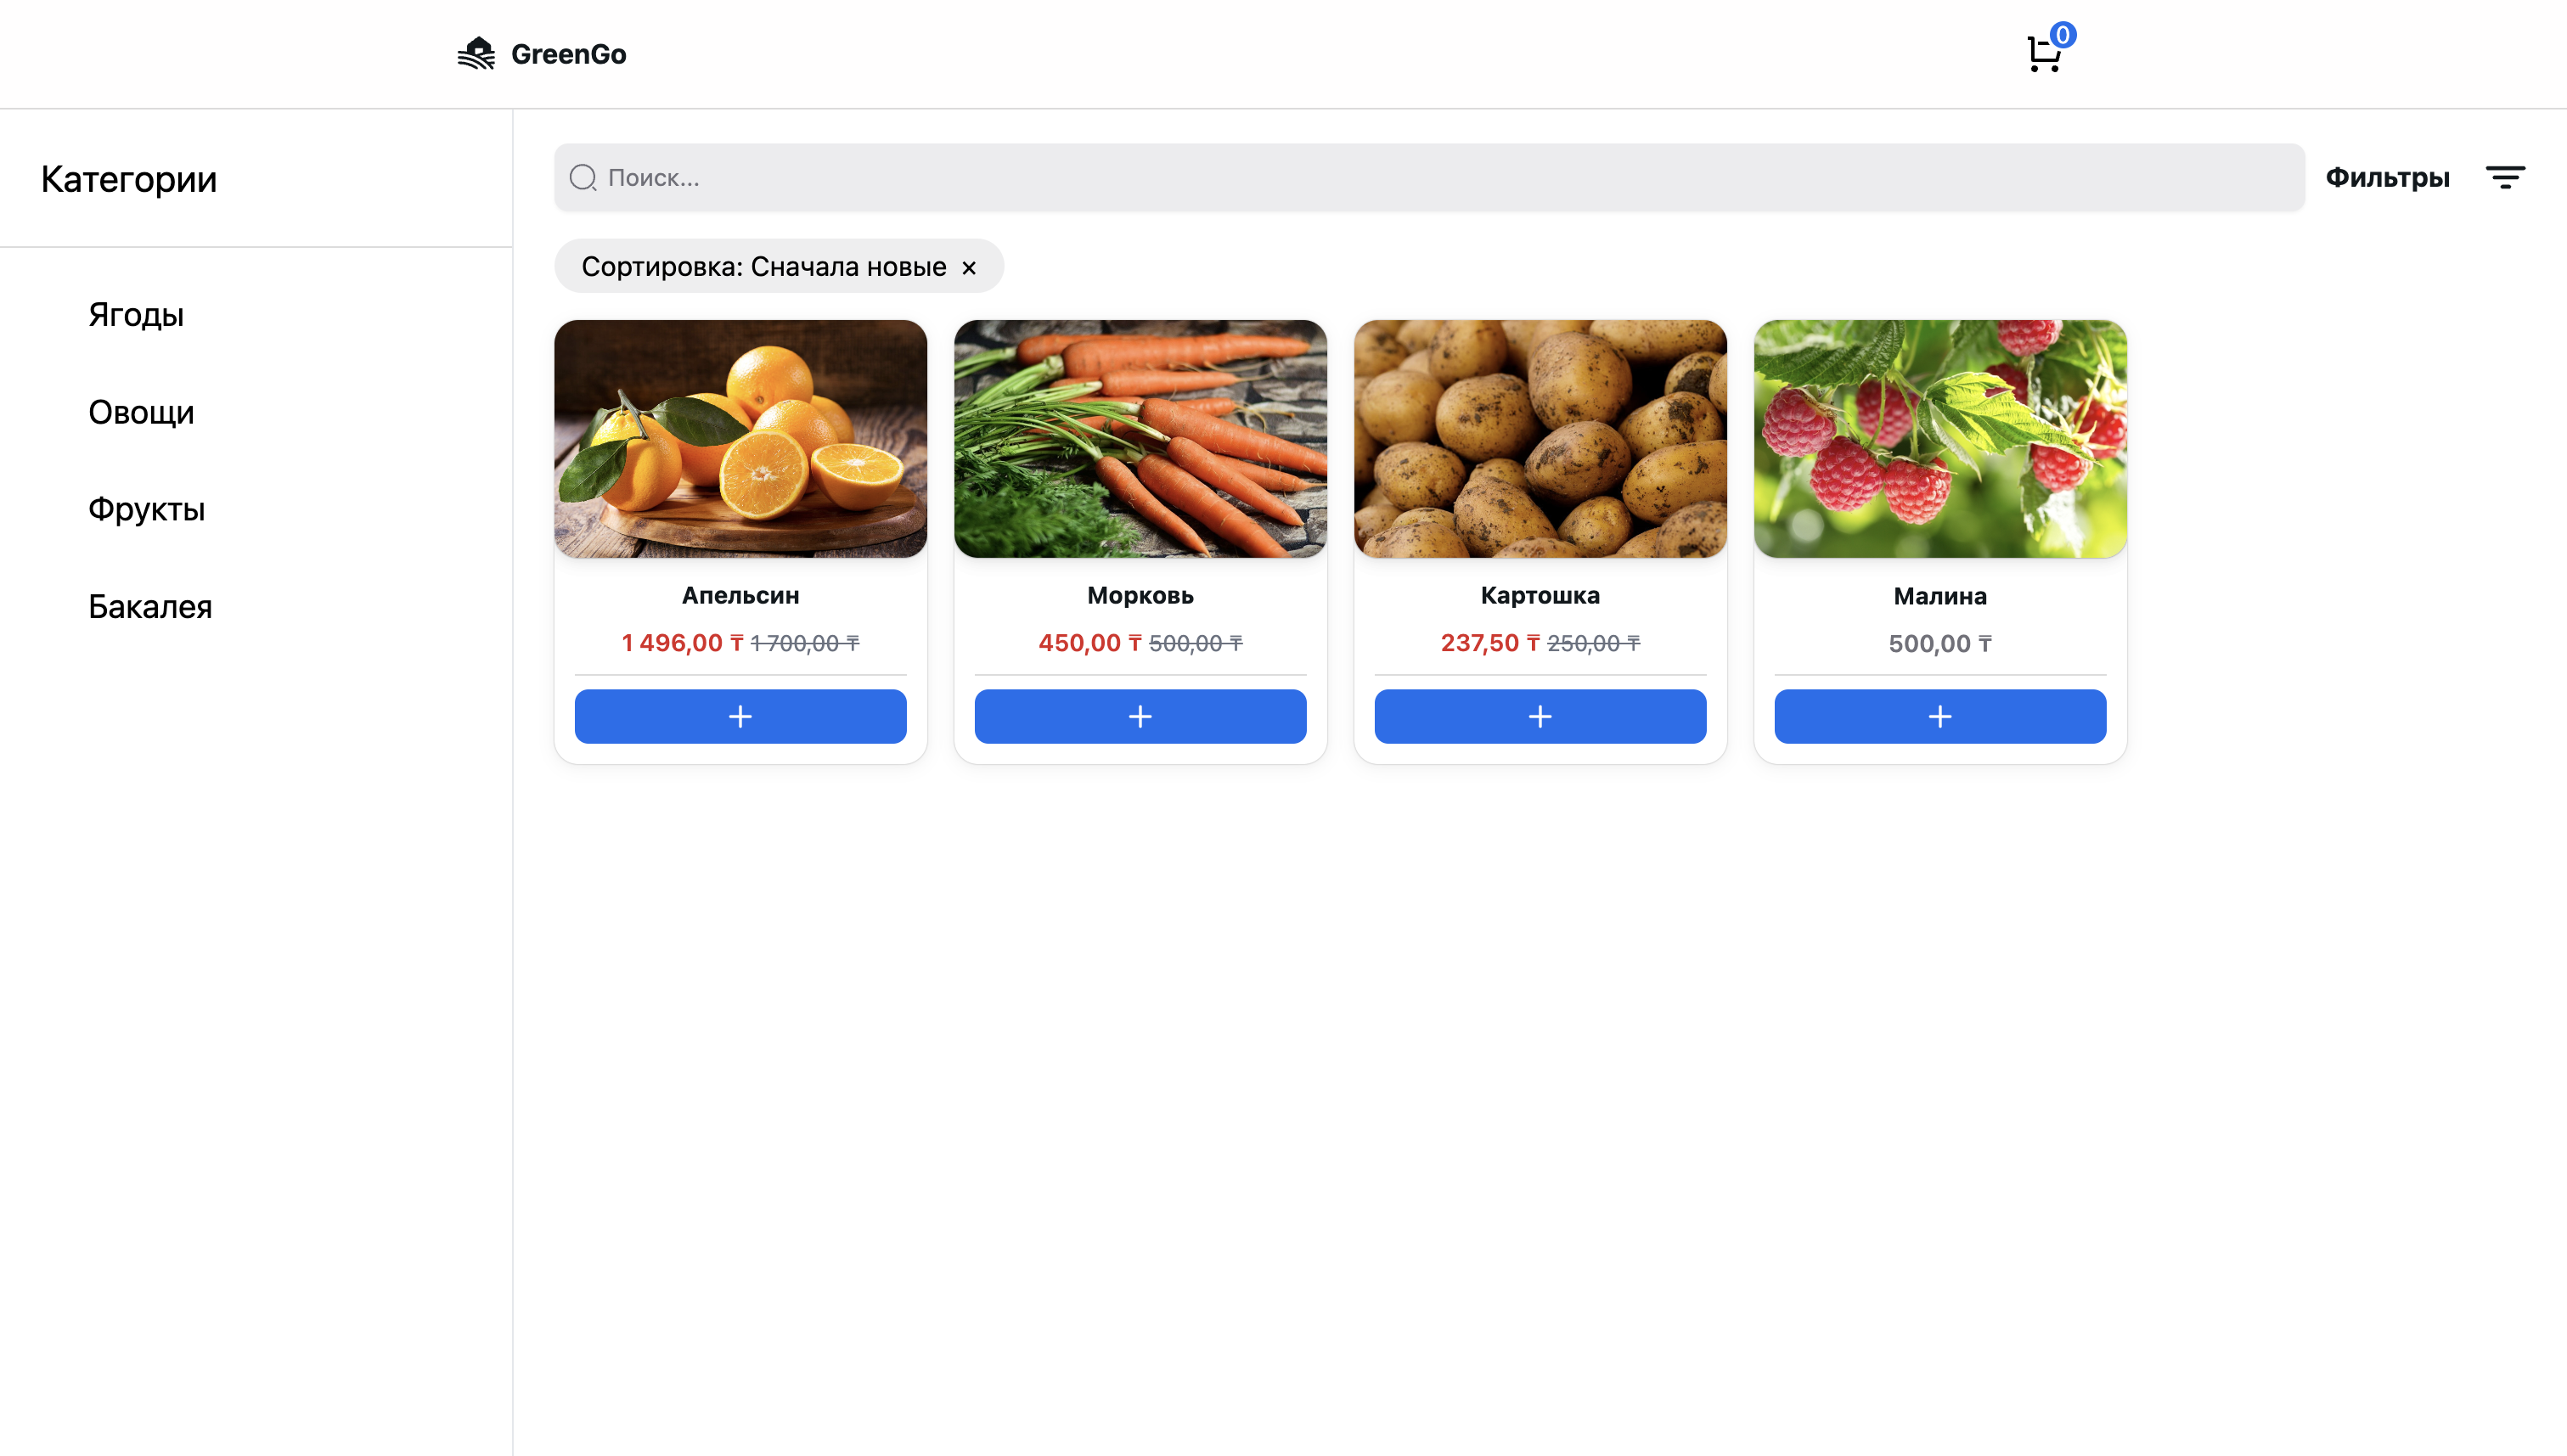 GreenGo
0
Категории
Ягоды
Овощи
Фрукты
Бакалея
Поиск...
Фильтры
Сортировка: Сначала новые ×
Апельсин
1 496,00 ₸ 1 700,00 ₸
+
Морковь
450,00 ₸ 500,00 ₸
+
Картошка
237,50 ₸ 250,00 ₸
+
Малина
500,00 ₸
+